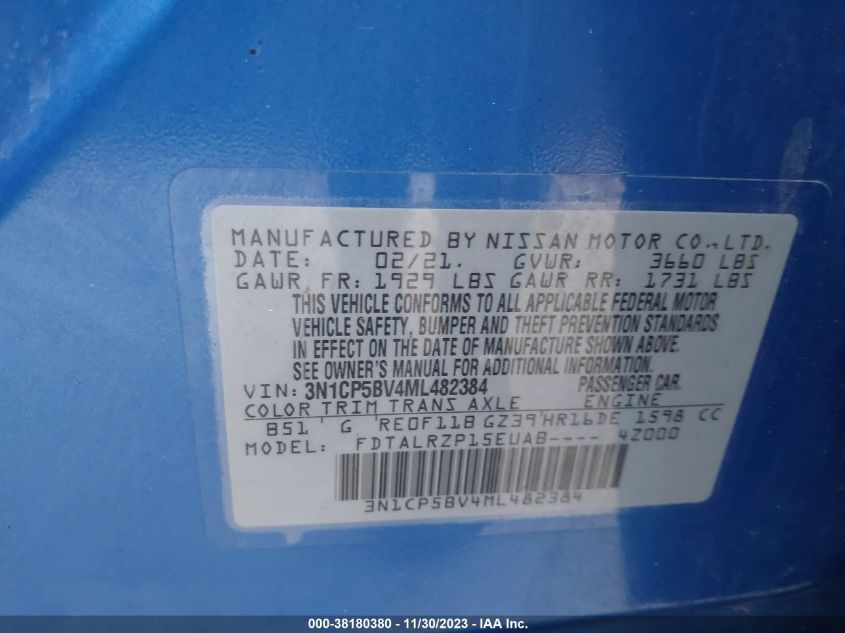 MANUFACTURED BY NISSAN MOTOR CO.,LTD.
DATE: 02/21. GVWR: 3660 LBS
GAWR FR: 1929 LBS GAWR RR: 1731 LBS
THIS VEHICLE CONFORMS TO ALL APPLICABLE FEDERAL MOTOR
VEHICLE SAFETY, BUMPER AND THEFT PREVENTION STANDARDS
IN EFFECT ON THE DATE OF MANUFACTURE SHOWN ABOVE.
SEE OWNER'S MANUAL FOR ADDITIONAL INFORMATION.
VIN: 3N1CP5BV4ML482384 PASSENGER CAR.
COLOR TRIM TRANS AXLE ENGINE
B51 G RE0F11B GZ39 HR16DE 1598 CC
MODEL: FDTALRZP15EUAB---- 4Z000
3N1CP5BV4ML482384
000-38180380 - 11/30/2023 - IAA Inc.